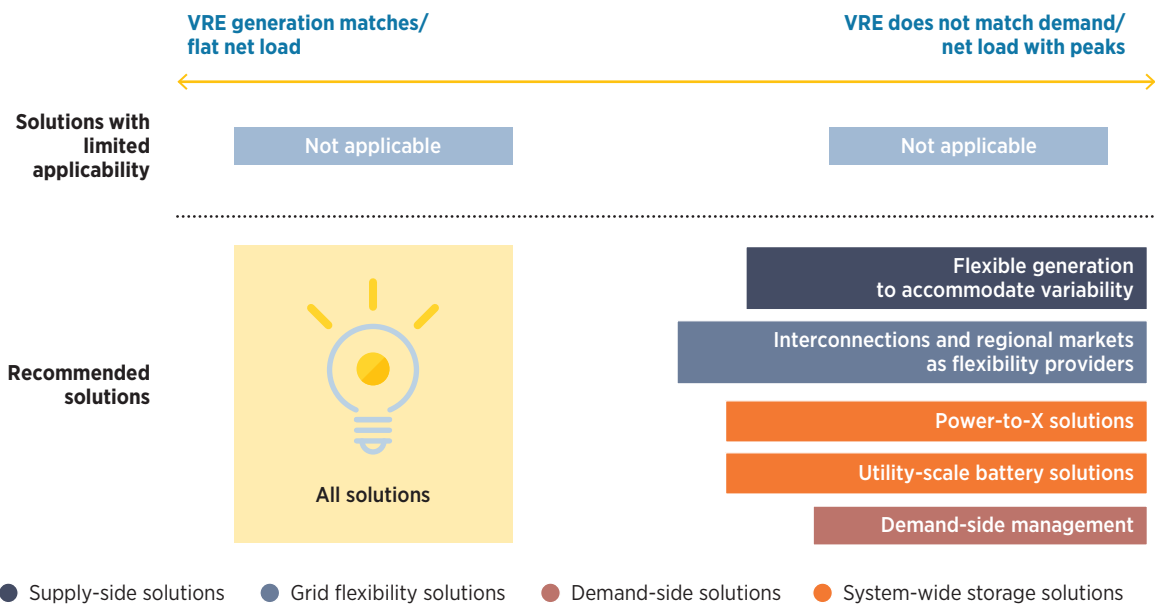 VRE generation matches/
flat net load
VRE does not match demand/
net load with peaks
Solutions with
limited
applicability
Not applicable
Not applicable
Recommended
solutions
All solutions
Flexible generation
to accommodate variability
Interconnections and regional markets
as flexibility providers
Power-to-X solutions
Utility-scale battery solutions
Demand-side management
Supply-side solutions
Grid flexibility solutions
Demand-side solutions
System-wide storage solutions